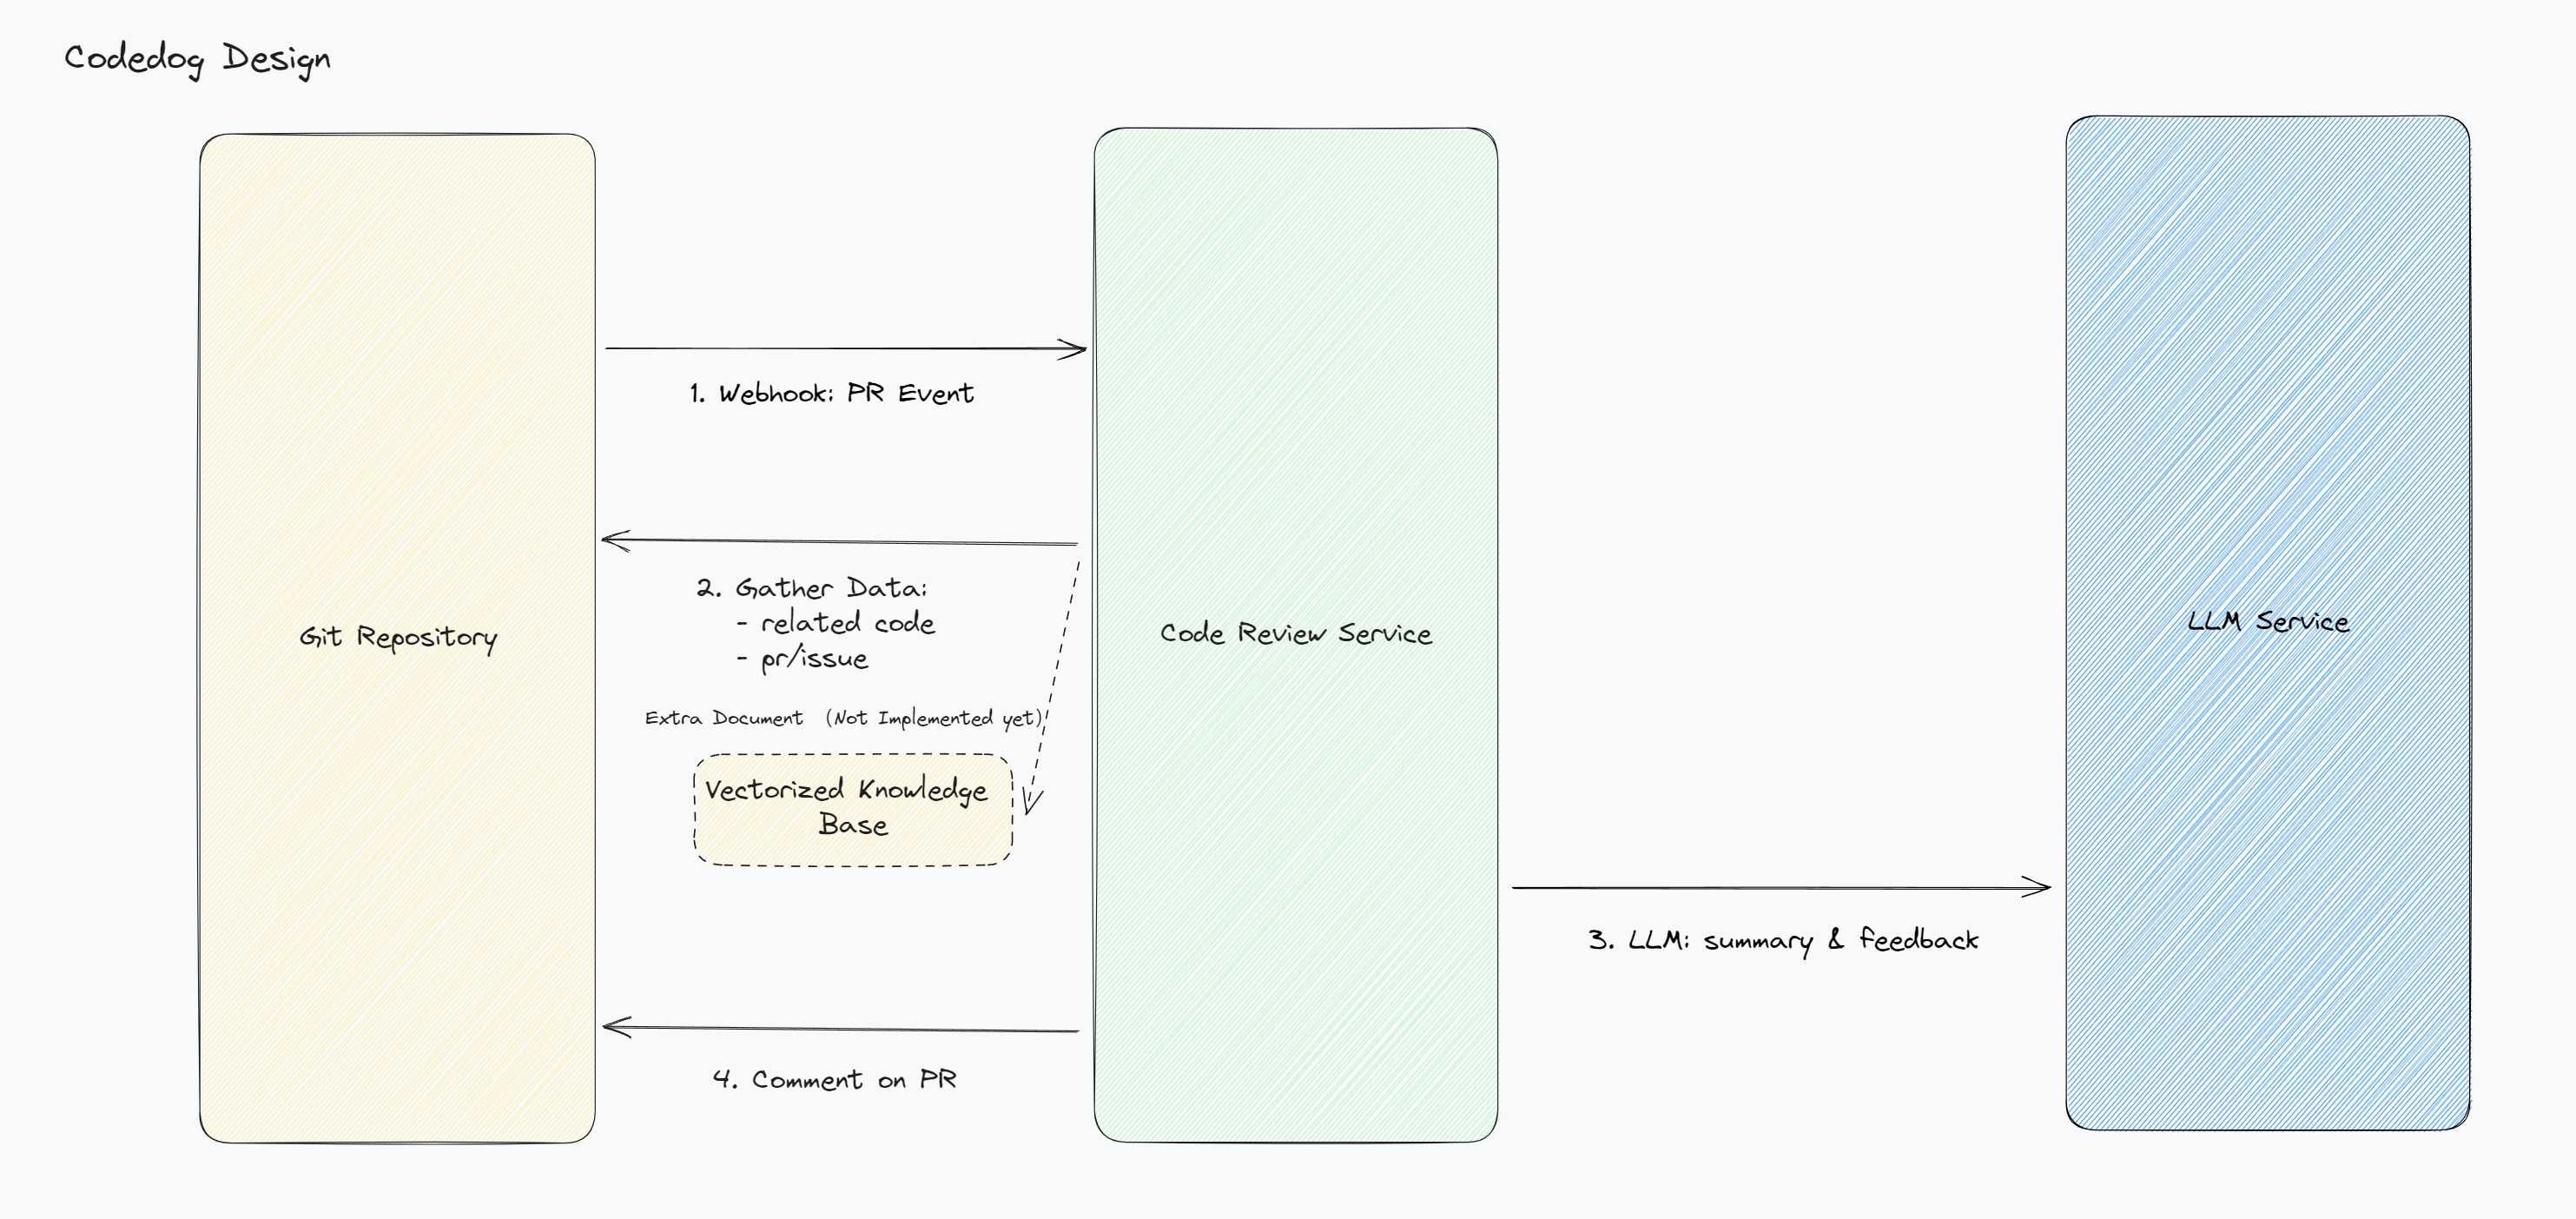 Codedog Design
1. Webhook: PR Event
2. Gather Data:
- related code
- pr/issue
Git Repository
Code Review Service
LLM Service
Extra Document (Not Implemented yet)
Vectorized Knowledge
Base
3. LLM: summary & feedback
4. Comment on PR